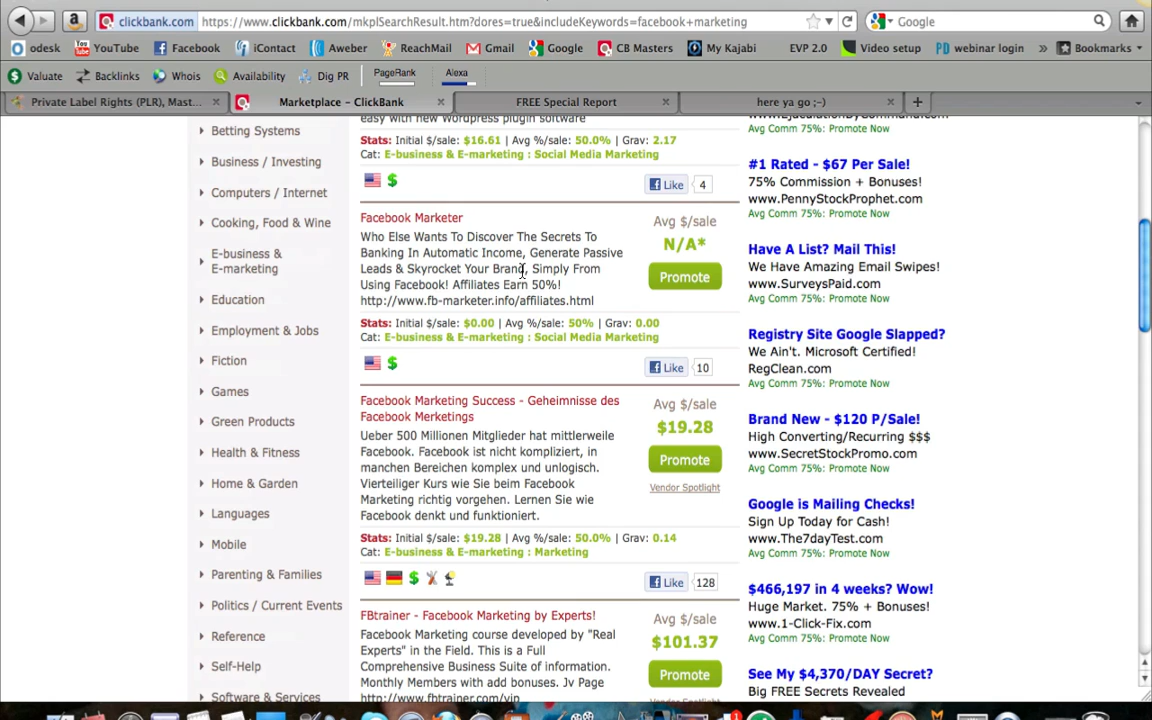 clickbank.com
https://www.clickbank.com/mkplSearchResult.htm?dores=true&includeKeywords=facebook+marketing
Google
odesk
YouTube
Facebook
iContact
Aweber
ReachMail
Gmail
Google
CB Masters
My Kajabi
EVP 2.0
Video setup
webinar login
»
Bookmarks
Valuate
Backlinks
Whois
Availability
Dig PR
PageRank
Alexa
Private Label Rights (PLR), Mast...
Marketplace – ClickBank
FREE Special Report
here ya go ;-)
Betting Systems
Business / Investing
Computers / Internet
Cooking, Food & Wine
E-business &
E-marketing
Education
Employment & Jobs
Fiction
Games
Green Products
Health & Fitness
Home & Garden
Languages
Mobile
Parenting & Families
Politics / Current Events
Reference
Self-Help
Software & Services
easy with new Wordpress plugin software
Stats: Initial $/sale: $16.61 | Avg %/sale: 50.0% | Grav: 2.17
Cat: E-business & E-marketing : Social Media Marketing
Like 4
Facebook Marketer
Who Else Wants To Discover The Secrets To
Banking In Automatic Income, Generate Passive
Leads & Skyrocket Your Brand, Simply From
Using Facebook! Affiliates Earn 50%!
http://www.fb-marketer.info/affiliates.html
Avg $/sale
N/A*
Promote
Stats: Initial $/sale: $0.00 | Avg %/sale: 50% | Grav: 0.00
Cat: E-business & E-marketing : Social Media Marketing
Like 10
Facebook Marketing Success - Geheimnisse des
Facebook Merketings
Ueber 500 Millionen Mitglieder hat mittlerweile
Facebook. Facebook ist nicht kompliziert, in
manchen Bereichen komplex und unlogisch.
Vierteiliger Kurs wie Sie beim Facebook
Marketing richtig vorgehen. Lernen Sie wie
Facebook denkt und funktioniert.
Avg $/sale
$19.28
Promote
Vendor Spotlight
Stats: Initial $/sale: $19.28 | Avg %/sale: 50.0% | Grav: 0.14
Cat: E-business & E-marketing : Marketing
Like 128
FBtrainer - Facebook Marketing by Experts!
Facebook Marketing course developed by "Real
Experts" in the Field. This is a Full
Comprehensive Business Suite of information.
Monthly Members with add bonuses. Jv Page
http://www.fbtrainer.com/vip
Avg $/sale
$101.37
Promote
Avg Comm 75%: Promote Now
#1 Rated - $67 Per Sale!
75% Commission + Bonuses!
www.PennyStockProphet.com
Avg Comm 75%: Promote Now
Have A List? Mail This!
We Have Amazing Email Swipes!
www.SurveysPaid.com
Avg Comm 75%: Promote Now
Registry Site Google Slapped?
We Ain't. Microsoft Certified!
RegClean.com
Avg Comm 75%: Promote Now
Brand New - $120 P/Sale!
High Converting/Recurring $$$
www.SecretStockPromo.com
Avg Comm 75%: Promote Now
Google is Mailing Checks!
Sign Up Today for Cash!
www.The7dayTest.com
Avg Comm 75%: Promote Now
$466,197 in 4 weeks? Wow!
Huge Market. 75% + Bonuses!
www.1-Click-Fix.com
Avg Comm 75%: Promote Now
See My $4,370/DAY Secret?
Big FREE Secrets Revealed